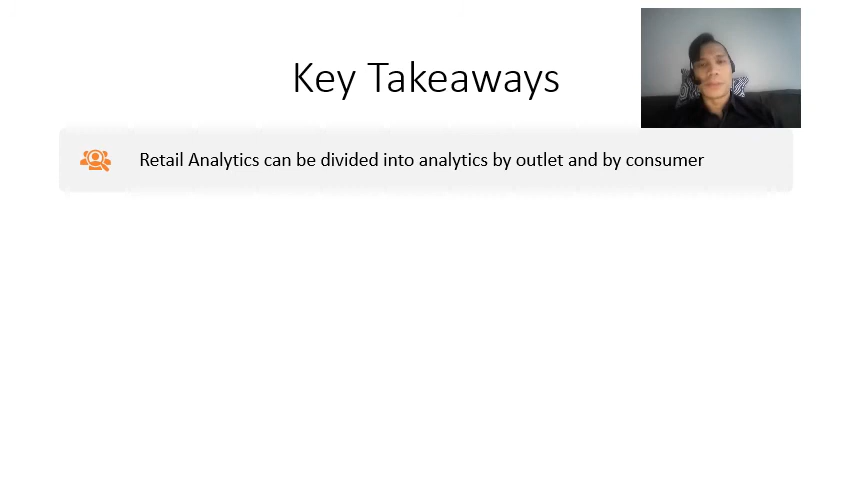 Key Takeaways
Retail Analytics can be divided into analytics by outlet and by consumer